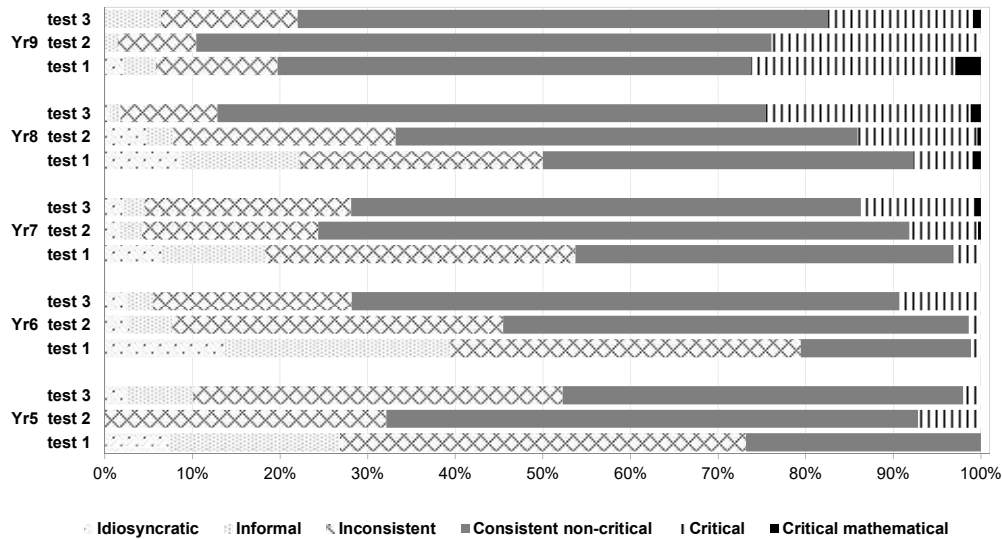 test 3
Yr9 test 2
test 1
test 3
Yr8 test 2
test 1
test 3
Yr7 test 2
test 1
test 3
Yr6 test 2
test 1
test 3
Yr5 test 2
test 1
0% 10% 20% 30% 40% 50% 60% 70% 80% 90% 100%
Idiosyncratic Informal Inconsistent Consistent non-critical Critical Critical mathematical